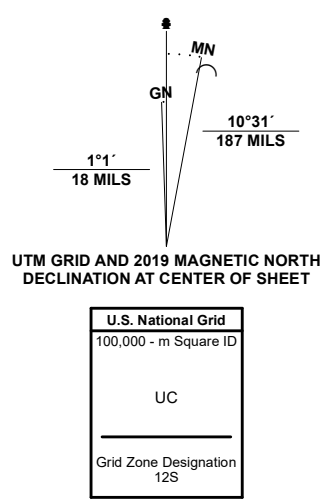 MN
GN
10°31´
187 MILS
1°1´
18 MILS
UTM GRID AND 2019 MAGNETIC NORTH
DECLINATION AT CENTER OF SHEET
U.S. National Grid
100,000 - m Square ID
UC
Grid Zone Designation
12S